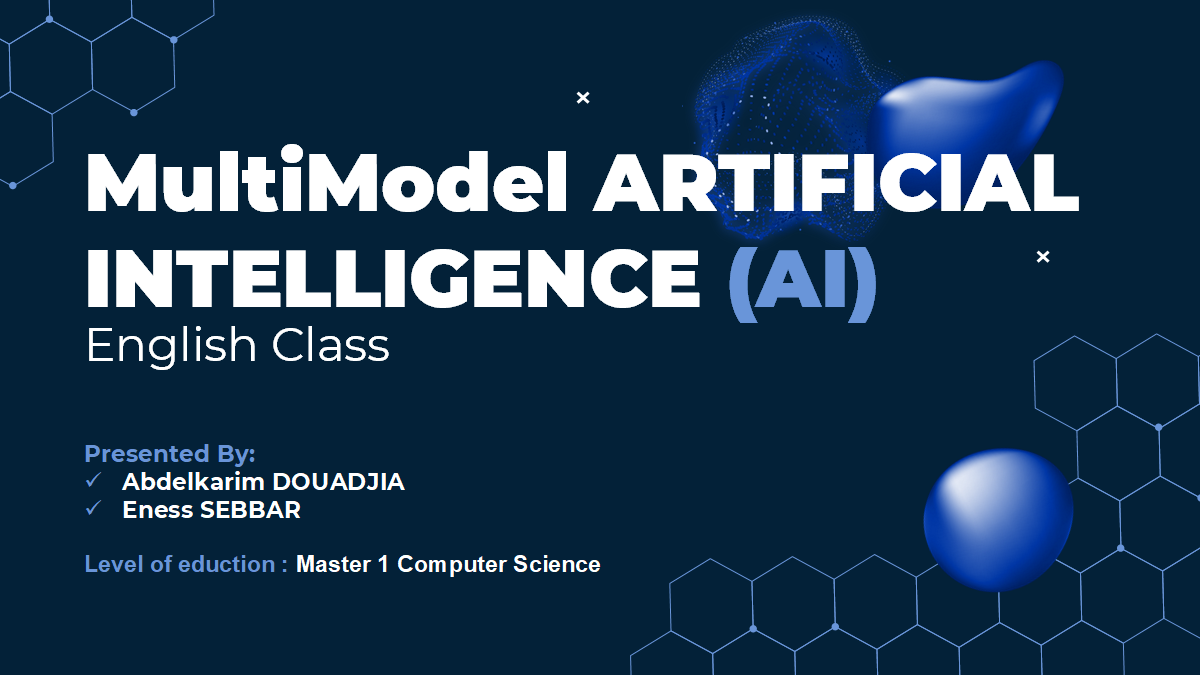 MultiModel ARTIFICIAL
INTELLIGENCE (AI)
English Class
Presented By:
✓ Abdelkarim DOUADJIA
✓ Eness SEBBAR
Level of eduction : Master 1 Computer Science